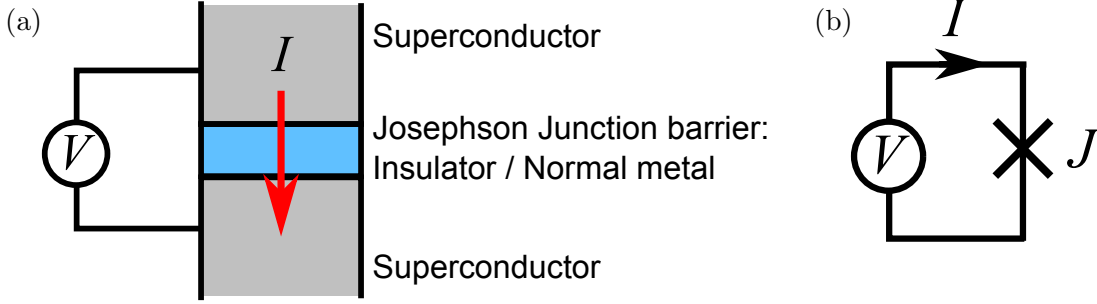 (a)
Superconductor
I
V
Josephson Junction barrier:
Insulator / Normal metal
Superconductor
(b)
I
V
J